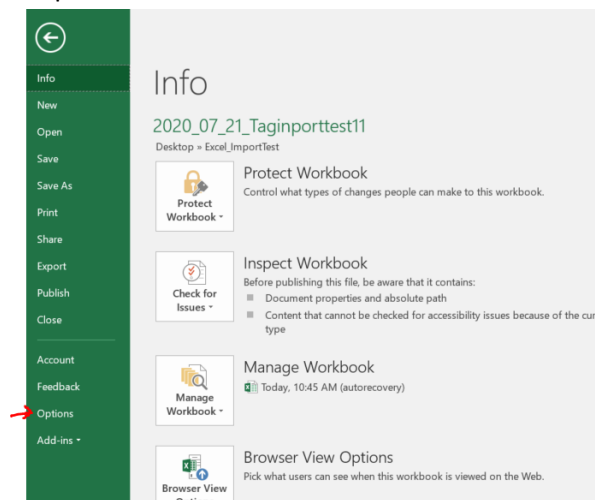 Info
New
Open
Save
Save As
Print
Share
Export
Publish
Close
Account
Feedback
Options
Add-ins
Info
2020_07_21_Taginporttest11
Desktop » Excel_ImportTest
Protect
Workbook
Protect Workbook
Control what types of changes people can make to this workbook.
Check for
Issues
Inspect Workbook
Before publishing this file, be aware that it contains:
Document properties and absolute path
Content that cannot be checked for accessibility issues because of the cur
type
Manage
Workbook
Manage Workbook
Today, 10:45 AM (autorecovery)
Browser View
Browser View Options
Pick what users can see when this workbook is viewed on the Web.